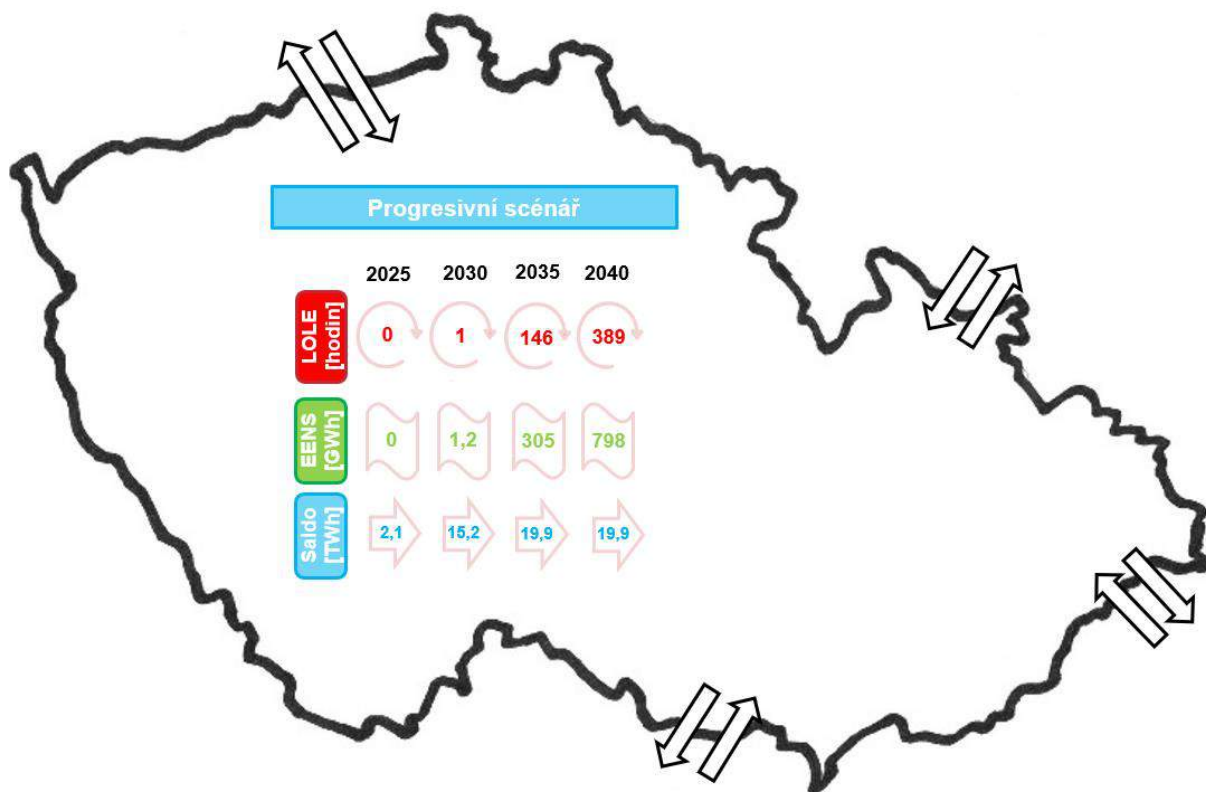 Progresivní scénář
2025 2030 2035 2040
LOLE
[hodin]
0 1 146 389
EENS
[GWh]
0 1,2 305 798
Saldo
[TWh]
2,1 15,2 19,9 19,9